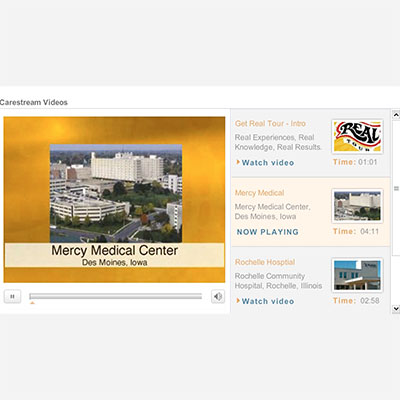 Carestream Videos
Mercy Medical Center
Des Moines, Iowa
Get Real Tour - Intro
Real Experiences, Real
Knowledge, Real Results.
Watch video
REAL
TOUR
Time: 01:01
Mercy Medical
Mercy Medical Center,
Des Moines, Iowa
NOW PLAYING
Time: 04:11
Rochelle Hosptial
Rochelle Community
Hospital, Rochelle, Illinois
Watch video
Time: 02:58